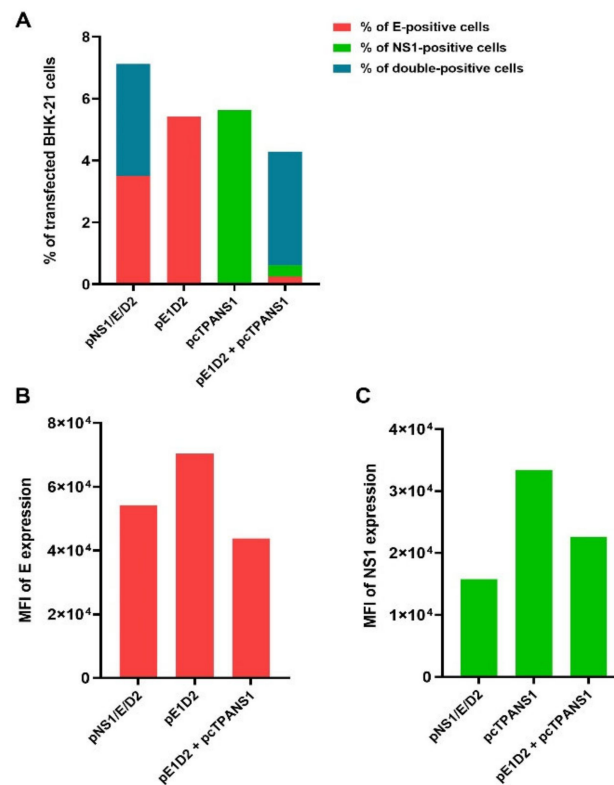 A
% of E-positive cells
% of NS1-positive cells
% of double-positive cells
% of transfected BHK-21 cells
8
6
4
2
0
pNS1/E/D2
pE1D2
pcTPANS1
pE1D2 + pcTPANS1
B
MFI of E expression
8×10⁴
6×10⁴
4×10⁴
2×10⁴
0
pNS1/E/D2
pE1D2
pE1D2 + pcTPANS1
C
MFI of NS1 expression
4×10⁴
3×10⁴
2×10⁴
1×10⁴
0
pNS1/E/D2
pcTPANS1
pE1D2 + pcTPANS1